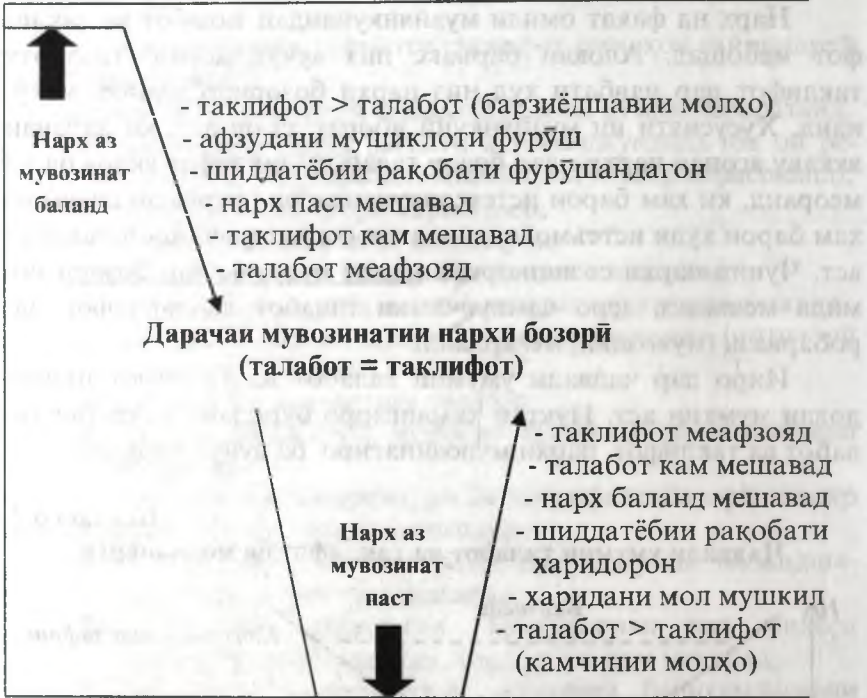 Нарх аз
мувозинат
баланд
- таклифот > талабот (барзиёдшавии молҳо)
- афзудани мушкилоти фурӯш
- шиддатёбии рақобати фурӯшандагон
- нарх паст мешавад
- таклифот кам мешавад
- талабот меафзояд
Дараҷаи мувозинатии нархи бозорӣ
(талабот = таклифот)
Нарх аз
мувозинат
паст
- таклифот меафзояд
- талабот кам мешавад
- нарх баланд мешавад
- шиддатёбии рақобати
харидорон
- харидани мол мушкил
- талабот > таклифот
(камчинии молҳо)